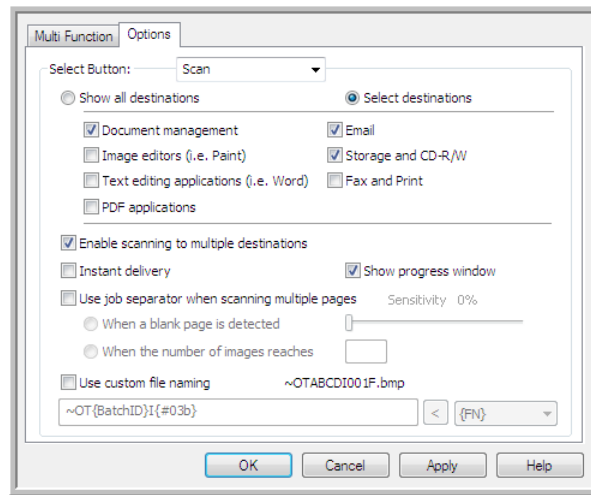 Multi Function Options
Select Button: Scan
Show all destinations Select destinations
Document management Email
Image editors (i.e. Paint) Storage and CD-R/W
Text editing applications (i.e. Word) Fax and Print
PDF applications
Enable scanning to multiple destinations
Instant delivery Show progress window
Use job separator when scanning multiple pages Sensitivity 0%
When a blank page is detected
When the number of images reaches
Use custom file naming ~OTABCDI001F.bmp
~OT{BatchID}I{#03b} < {FN}
OK Cancel Apply Help